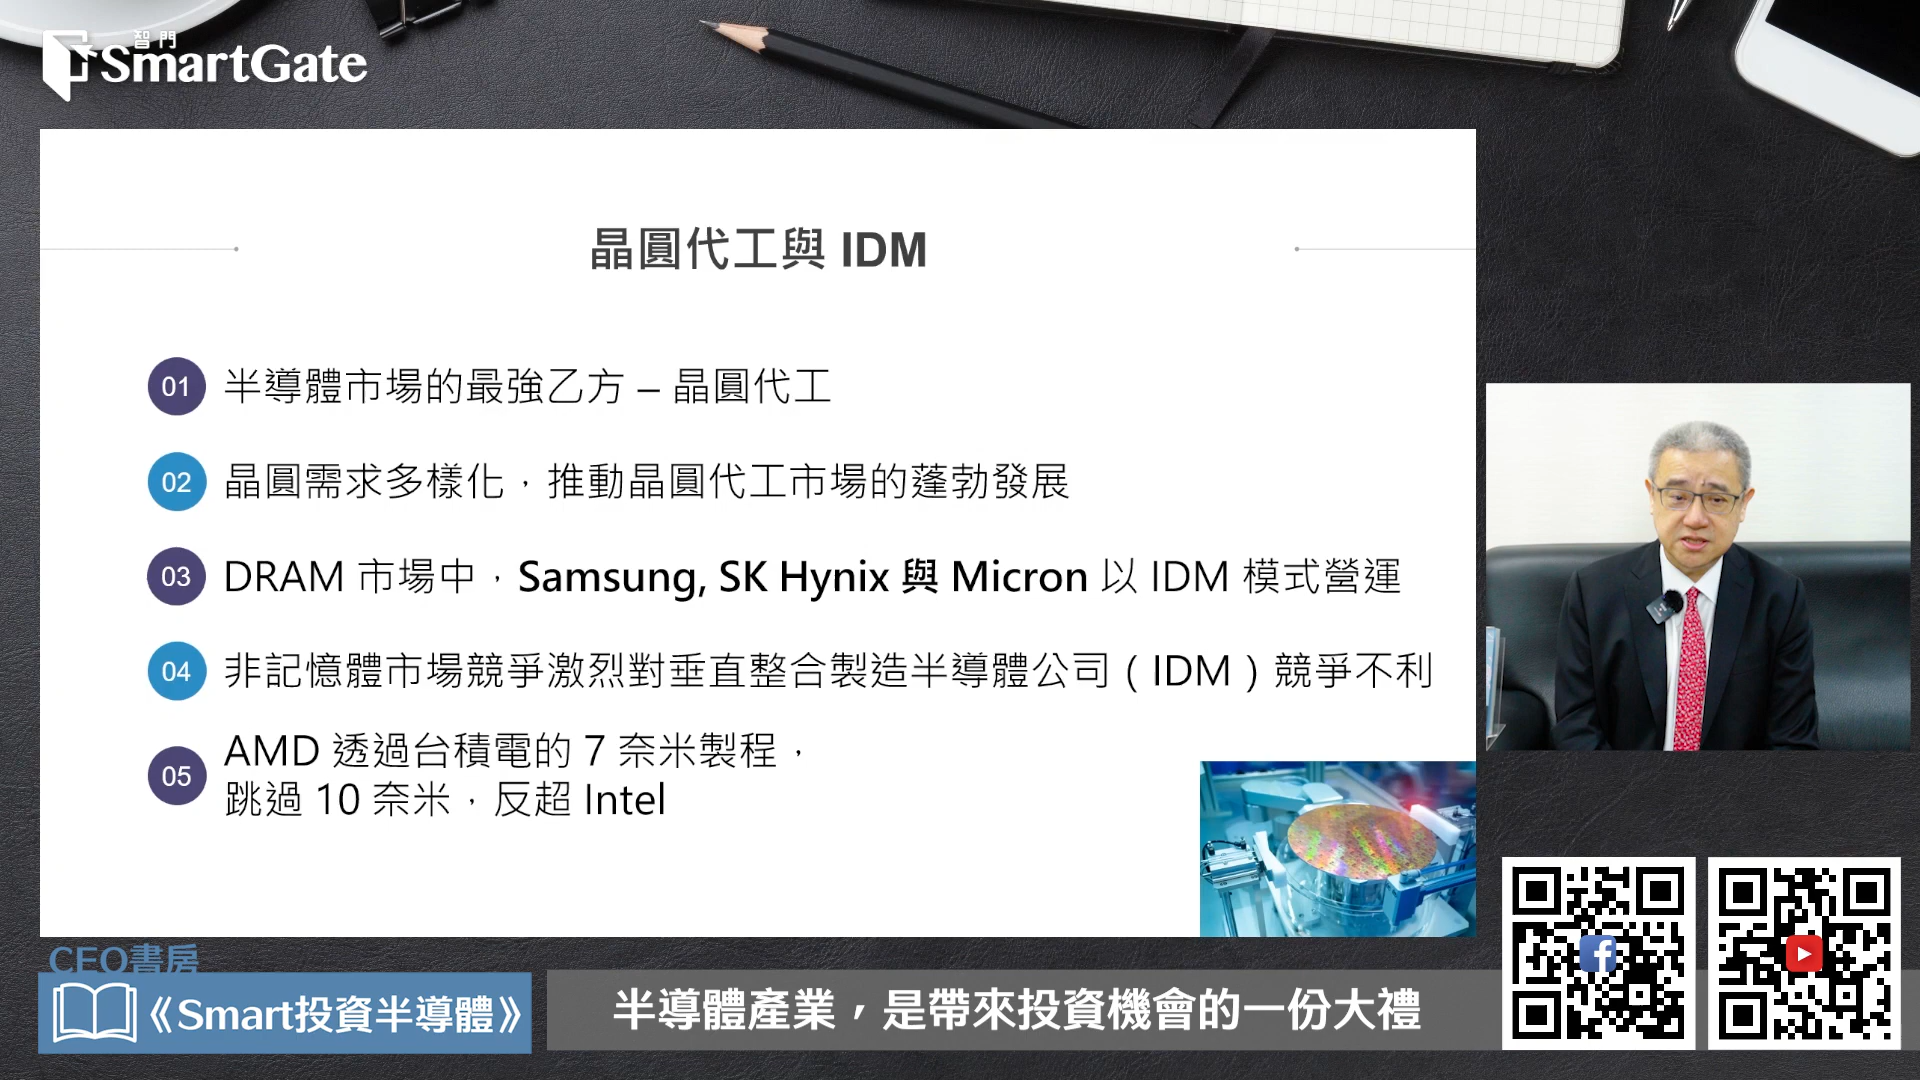 智門
SmartGate
晶圓代工與 IDM
01 半導體市場的最強乙方 – 晶圓代工
02 晶圓需求多樣化，推動晶圓代工市場的蓬勃發展
03 DRAM 市場中，Samsung, SK Hynix 與 Micron 以 IDM 模式營運
04 非記憶體市場競爭激烈對垂直整合製造半導體公司（IDM）競爭不利
05 AMD 透過台積電的 7 奈米製程，
跳過 10 奈米，反超 Intel
CEO書房
《Smart投資半導體》
半導體產業，是帶來投資機會的一份大禮